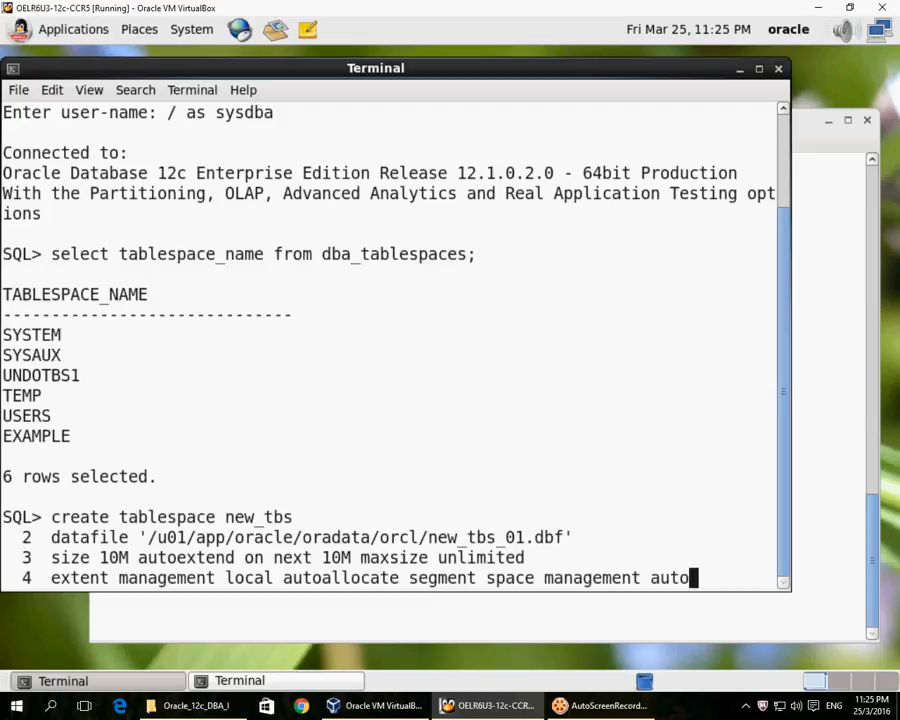 OELR6U3-12c-CCR5 [Running] - Oracle VM VirtualBox
Applications Places System Fri Mar 25, 11:25 PM oracle
Terminal
File Edit View Search Terminal Help
Enter user-name: / as sysdba
Connected to:
Oracle Database 12c Enterprise Edition Release 12.1.0.2.0 - 64bit Production
With the Partitioning, OLAP, Advanced Analytics and Real Application Testing opt
ions
SQL> select tablespace_name from dba_tablespaces;
TABLESPACE_NAME
------------------------------
SYSTEM
SYSAUX
UNDOTBS1
TEMP
USERS
EXAMPLE
6 rows selected.
SQL> create tablespace new_tbs
2 datafile '/u01/app/oracle/oradata/orcl/new_tbs_01.dbf'
3 size 10M autoextend on next 10M maxsize unlimited
4 extent management local autoallocate segment space management auto
Terminal Terminal
Oracle_12c_DBA_I Oracle VM VirtualB... OELR6U3-12c-CCR... AutoScreenRecord... ENG 11:25 PM
25/3/2016